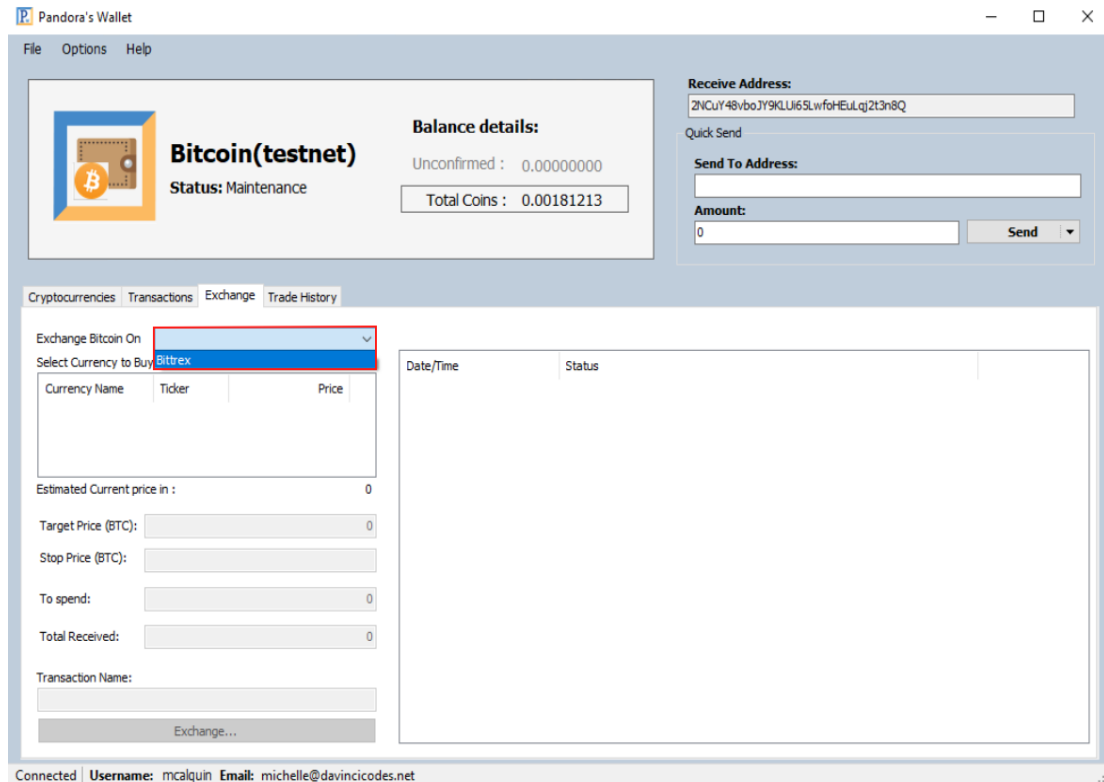 Pandora's Wallet
File Options Help
Bitcoin(testnet)
Status: Maintenance
Balance details:
Unconfirmed : 0.00000000
Total Coins : 0.00181213
Receive Address:
2NCuY48vboJY9KLUi65LwfoHEuLqj2t3n8Q
Quick Send
Send To Address:
Amount:
0 Send
Cryptocurrencies Transactions Exchange Trade History
Exchange Bitcoin On
Select Currency to Buy Bittrex
Currency Name Ticker Price
Date/Time Status
Estimated Current price in : 0
Target Price (BTC): 0
Stop Price (BTC):
To spend: 0
Total Received: 0
Transaction Name:
Exchange...
Connected Username: mcalquin Email: michelle@davincicodes.net